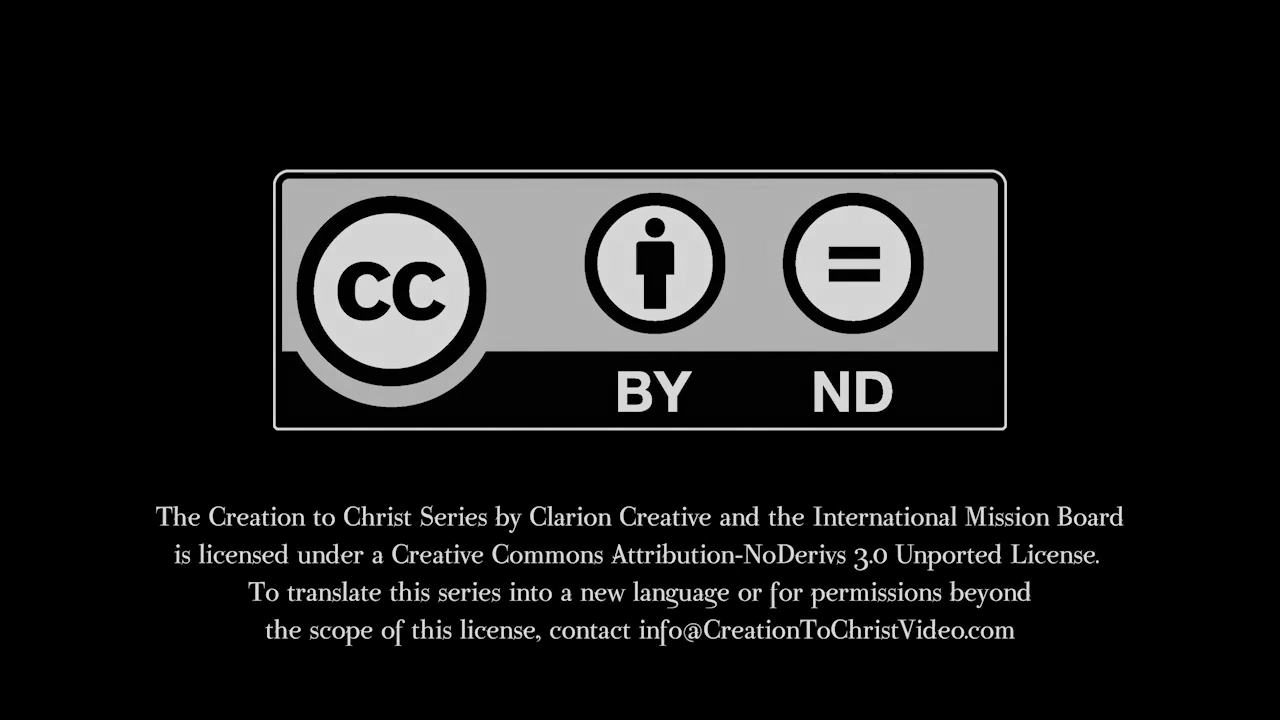 CC
BY ND
The Creation to Christ Series by Clarion Creative and the International Mission Board
is licensed under a Creative Commons Attribution-NoDerivs 3.0 Unported License.
To translate this series into a new language or for permissions beyond
the scope of this license, contact info@CreationToChristVideo.com